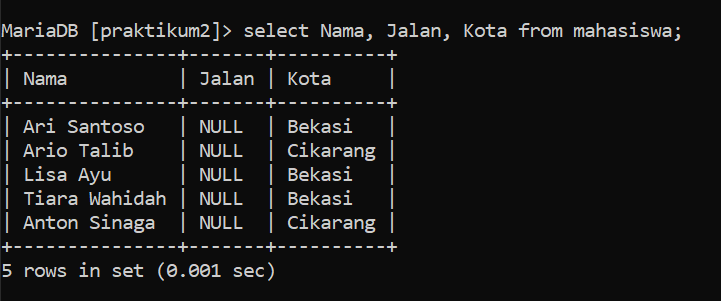 MariaDB [praktikum2]> select Nama, Jalan, Kota from mahasiswa;
+---------------+-------+----------+
| Nama          | Jalan | Kota     |
+---------------+-------+----------+
| Ari Santoso   | NULL  | Bekasi   |
| Ario Talib    | NULL  | Cikarang |
| Lisa Ayu      | NULL  | Bekasi   |
| Tiara Wahidah | NULL  | Bekasi   |
| Anton Sinaga  | NULL  | Cikarang |
+---------------+-------+----------+
5 rows in set (0.001 sec)